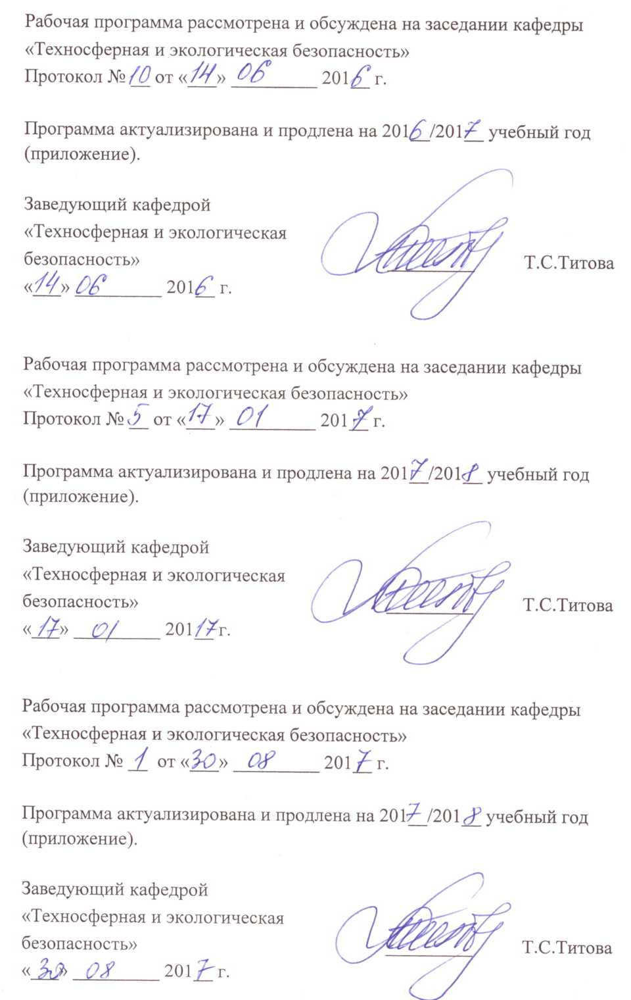 Рабочая программа рассмотрена и обсуждена на заседании кафедры
«Техносферная и экологическая безопасность»
Протокол № 10 от «14» 06 2016 г.
Программа актуализирована и продлена на 2016/2017 учебный год
(приложение).
Заведующий кафедрой
«Техносферная и экологическая
безопасность» Т.С.Титова
«14» 06 2016 г.
Рабочая программа рассмотрена и обсуждена на заседании кафедры
«Техносферная и экологическая безопасность»
Протокол № 5 от «17» 01 2017 г.
Программа актуализирована и продлена на 2017/2018 учебный год
(приложение).
Заведующий кафедрой
«Техносферная и экологическая
безопасность» Т.С.Титова
«17» 01 20117 г.
Рабочая программа рассмотрена и обсуждена на заседании кафедры
«Техносферная и экологическая безопасность»
Протокол № 1 от «30» 08 2017 г.
Программа актуализирована и продлена на 2017/2018 учебный год
(приложение).
Заведующий кафедрой
«Техносферная и экологическая
безопасность» Т.С.Титова
«30» 08 2017 г.